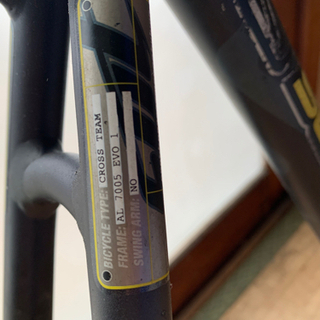 BICYCLE TYPE: CROSS TEAM
FRAME: AL 7005 EVO 1
SWING ARM: NO